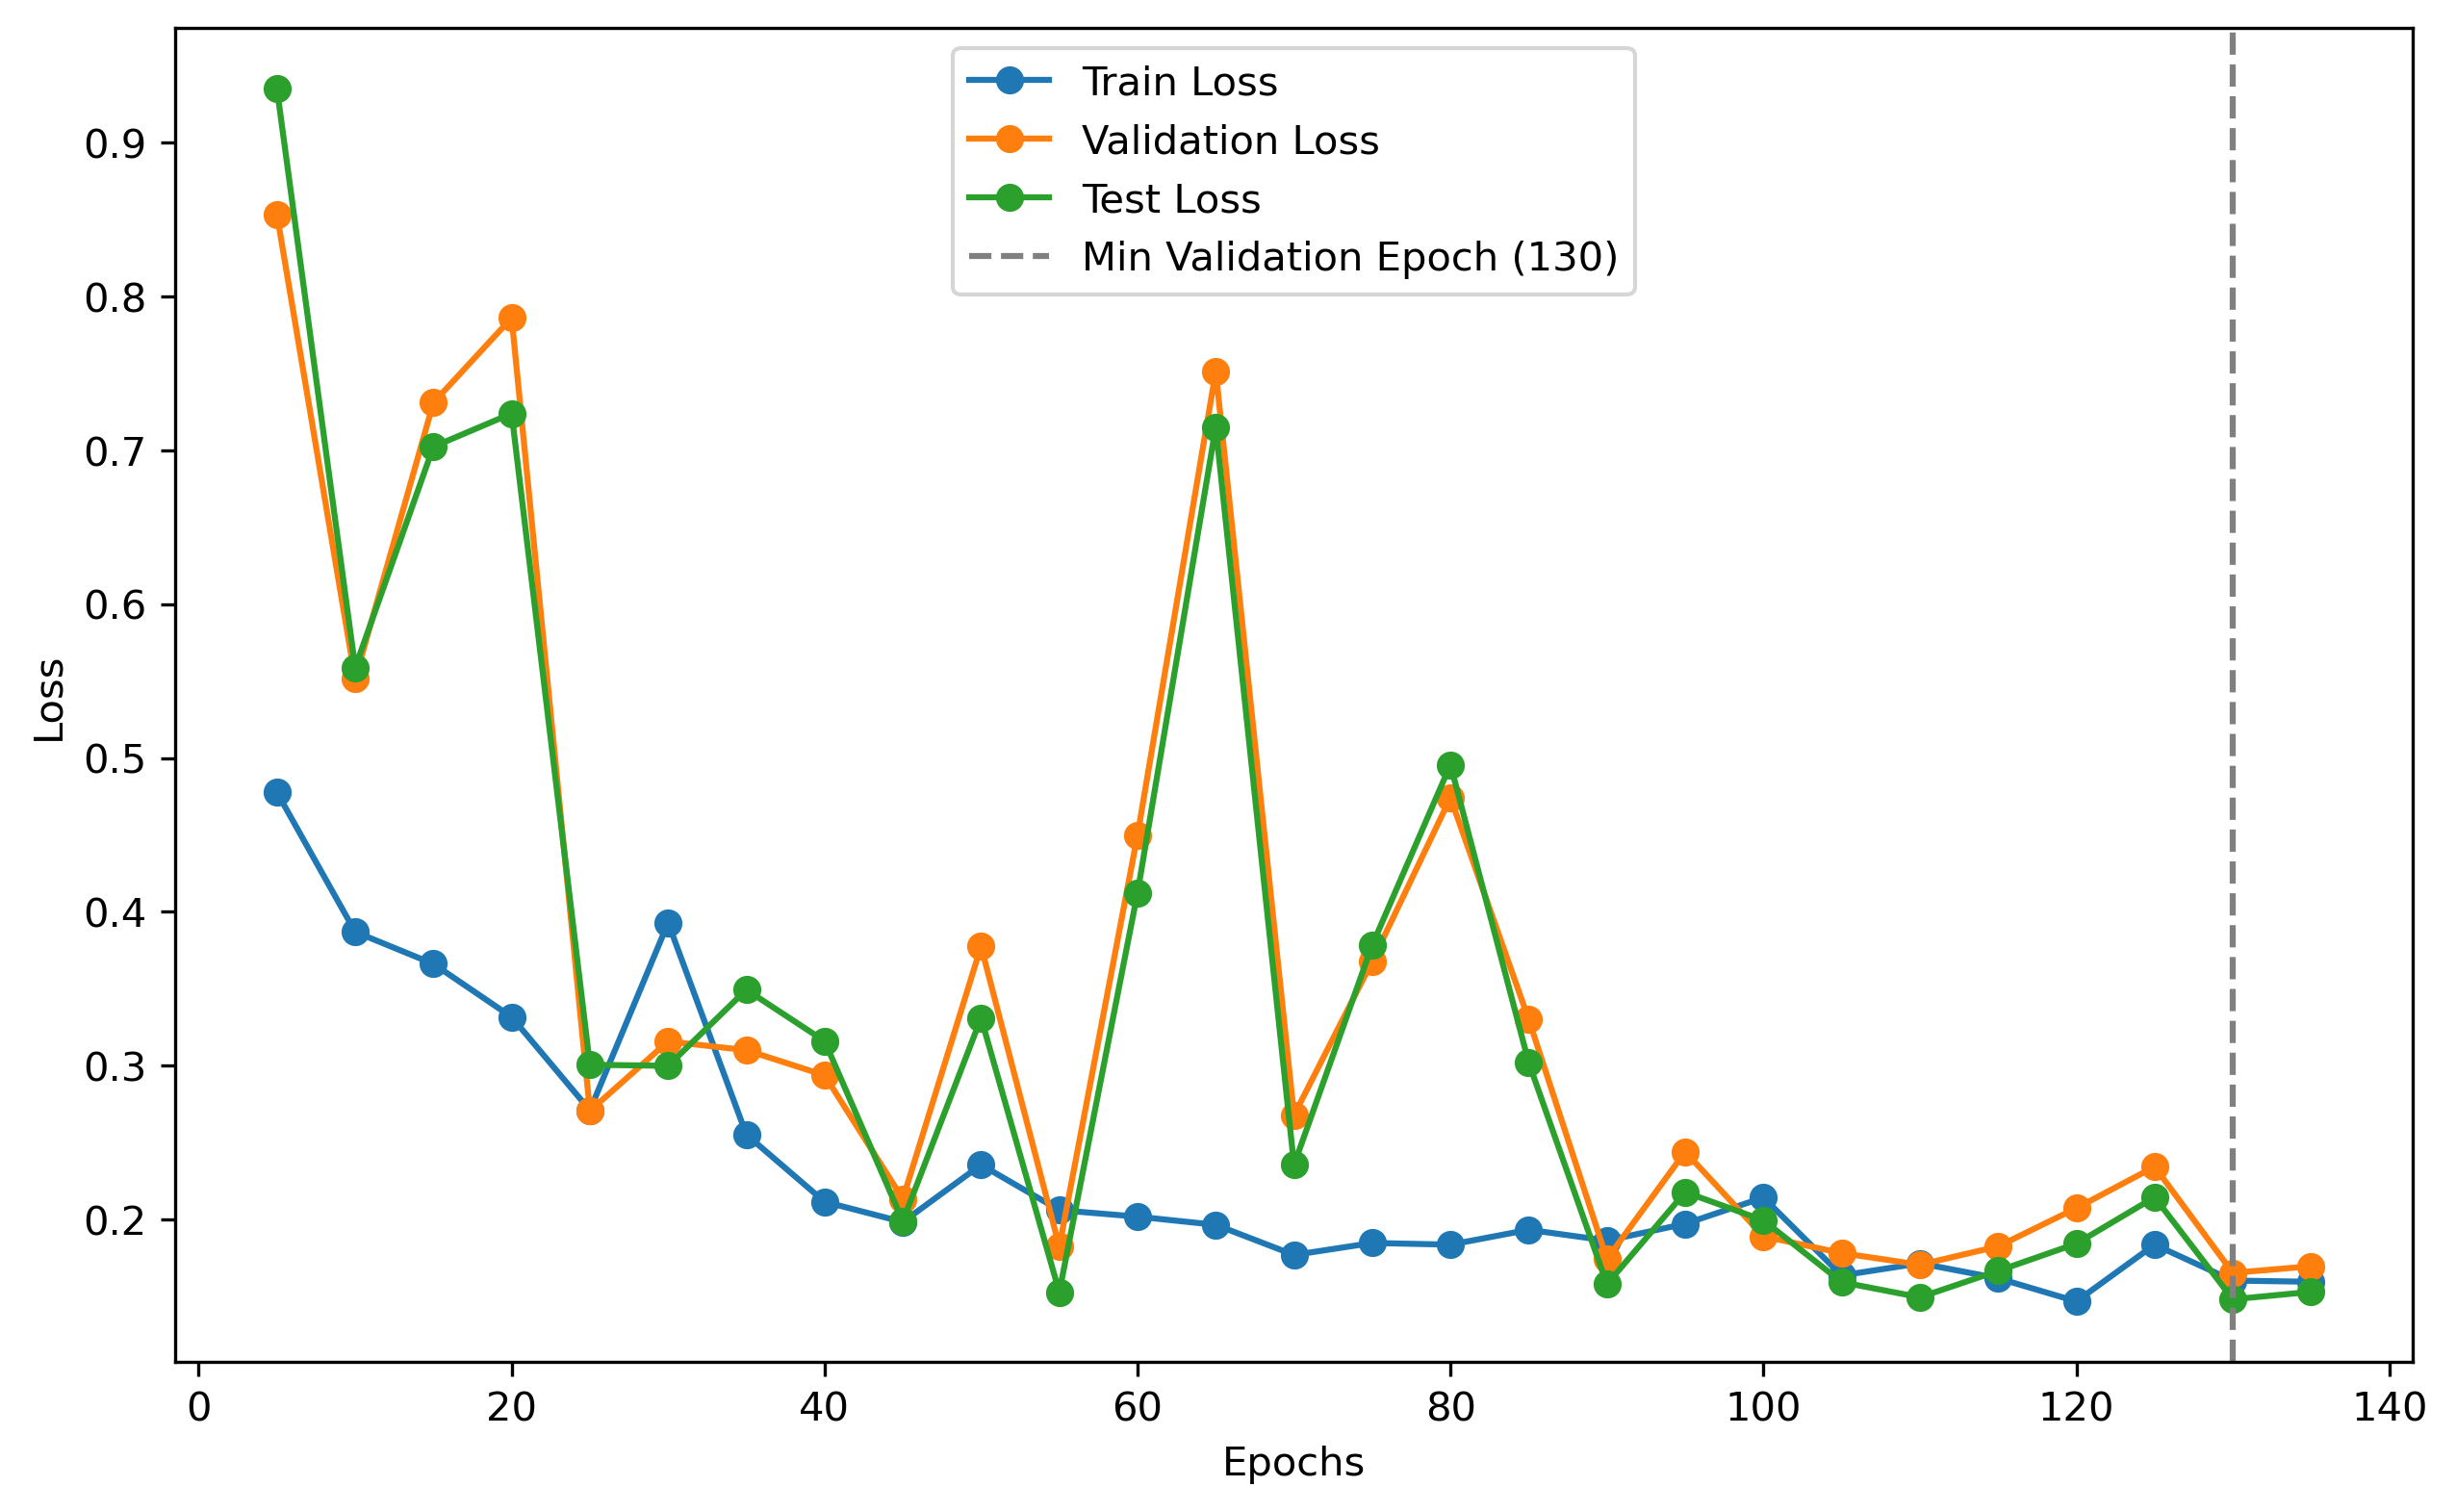 Train Loss
Validation Loss
Test Loss
Min Validation Epoch (130)
Loss
0.9
0.8
0.7
0.6
0.5
0.4
0.3
0.2
0 20 40 60 80 100 120 140
Epochs